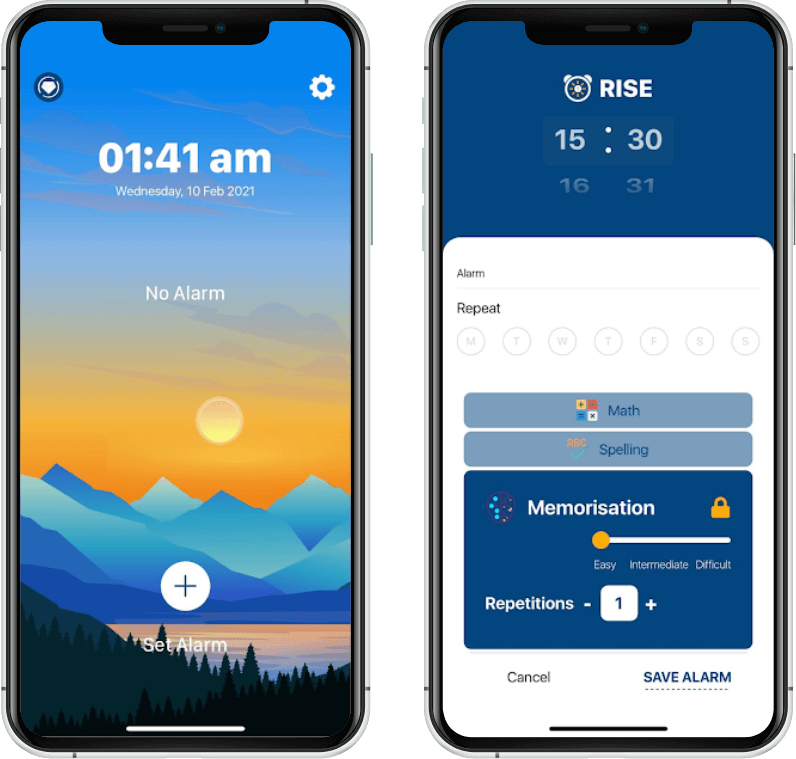 01:41 am
Wednesday, 10 Feb 2021
No Alarm
Set Alarm
RISE
15 : 30
16 31
Alarm
Repeat
M T W T F S S
Math
ABC Spelling
Memorisation
Easy Intermediate Difficult
Repetitions - 1 +
Cancel SAVE ALARM